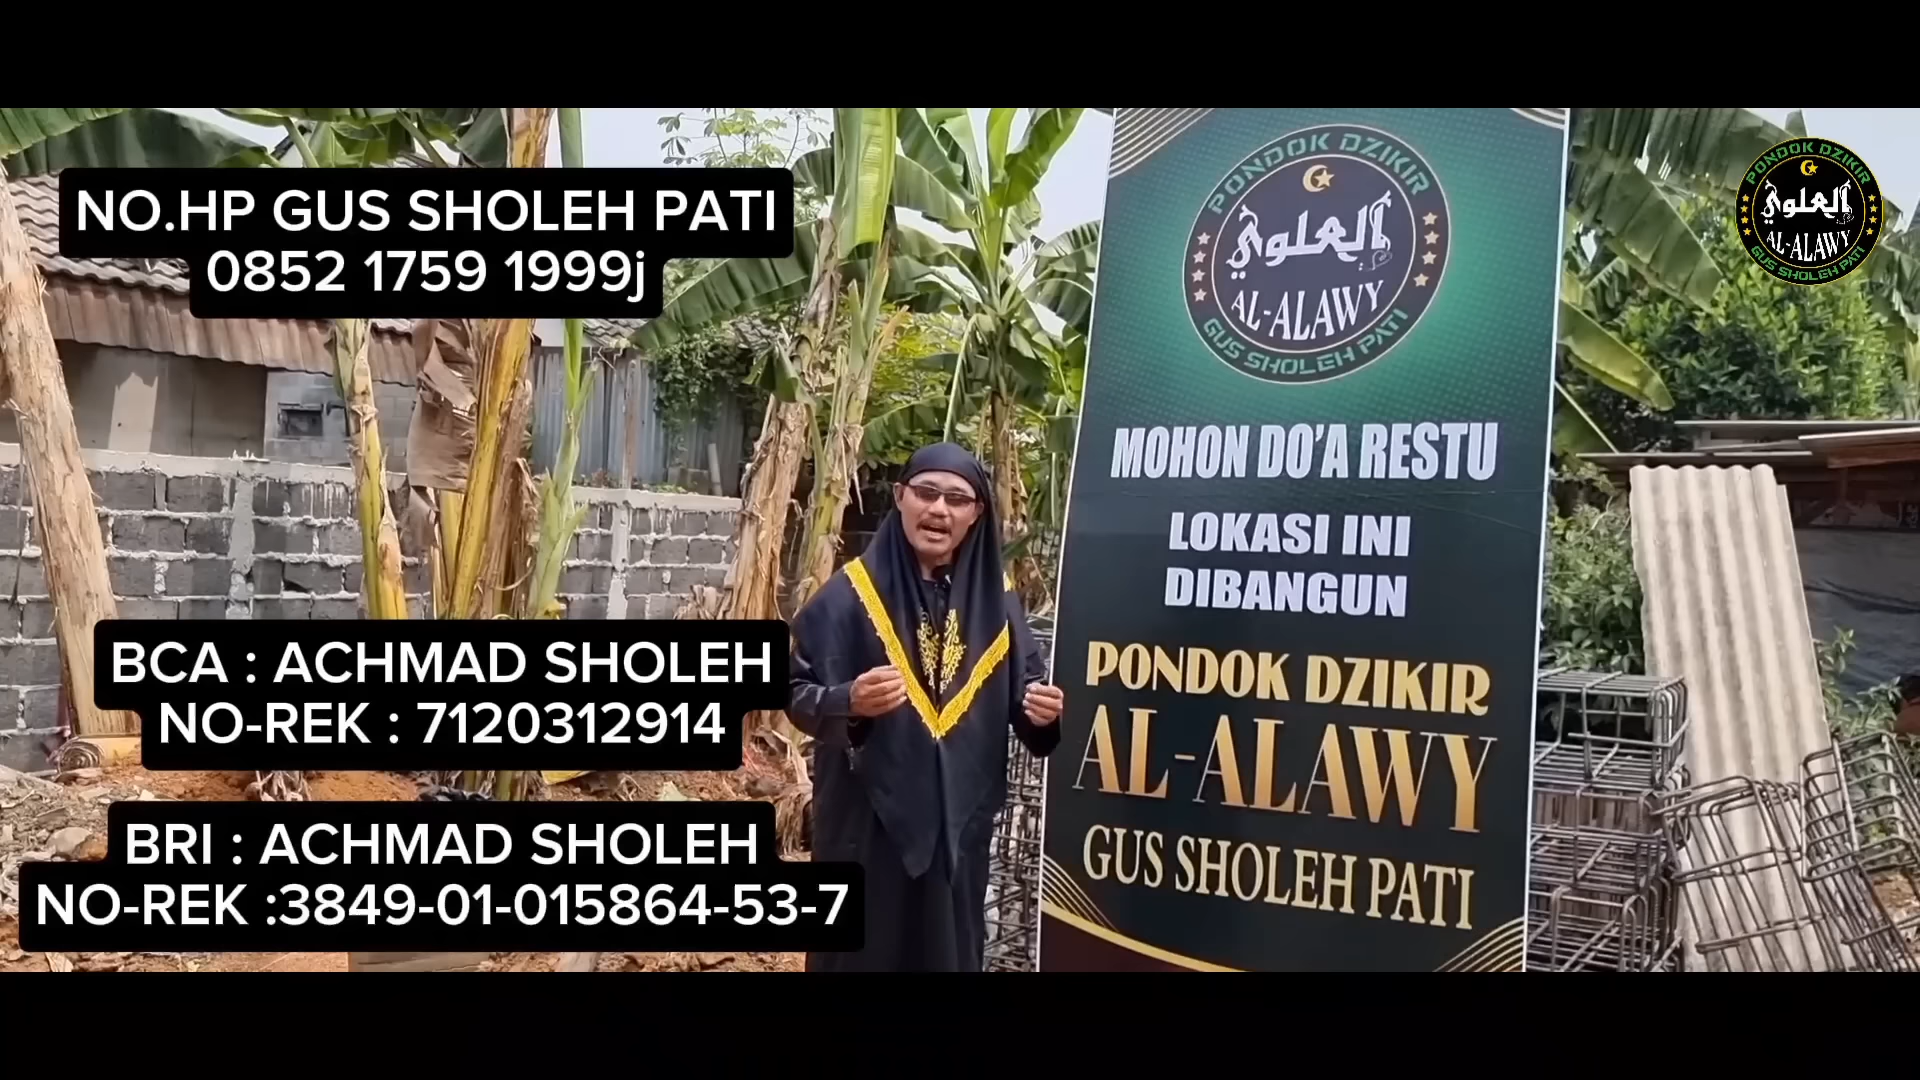 NO.HP GUS SHOLEH PATI
0852 1759 1999j
BCA : ACHMAD SHOLEH
NO-REK : 7120312914
BRI : ACHMAD SHOLEH
NO-REK :3849-01-015864-53-7
PONDOK DZIKIR
العلوي
AL-ALAWY
GUS SHOLEH PATI
MOHON DO'A RESTU
LOKASI INI
DIBANGUN
PONDOK DZIKIR
AL-ALAWY
GUS SHOLEH PATI
PONDOK DZIKIR
العلوي
AL-ALAWY
GUS SHOLEH PATI